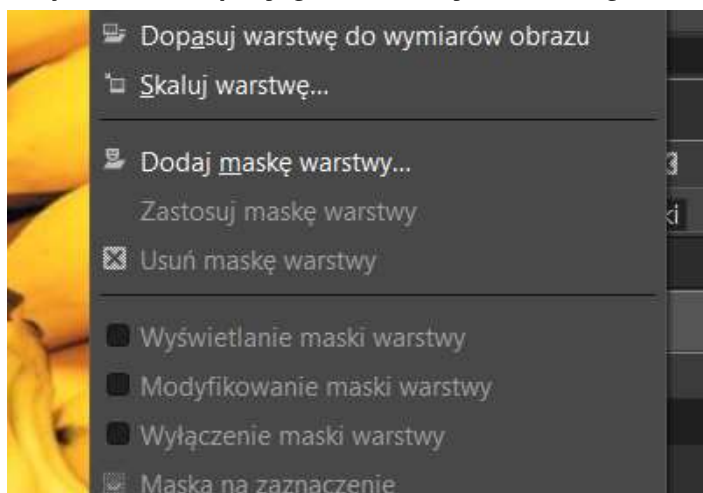 Dopasuj warstwę do wymiarów obrazu
Skaluj warstwę...
Dodaj maskę warstwy...
Zastosuj maskę warstwy
Usuń maskę warstwy
Wyświetlanie maski warstwy
Modyfikowanie maski warstwy
Wyłączenie maski warstwy
Maska na zaznaczenie